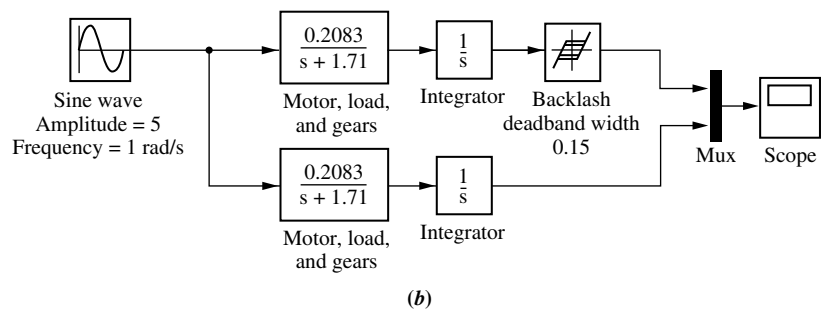 0.2083
s + 1.71
1
s
Sine wave
Amplitude = 5
Frequency = 1 rad/s
Motor, load,
and gears
Integrator
Backlash
deadband width
0.15
Mux
Scope
0.2083
s + 1.71
1
s
Motor, load,
and gears
Integrator
(b)